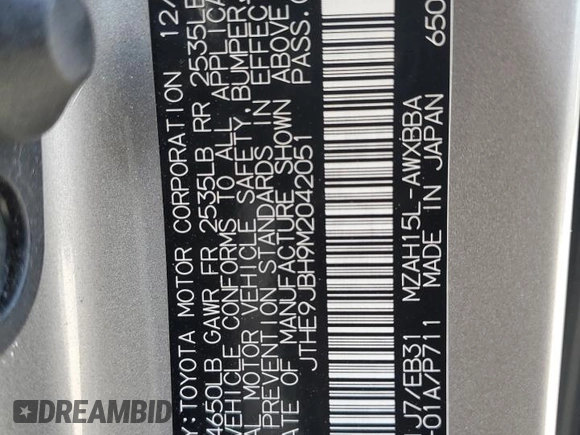 Y:TOYOTA MOTOR CORPORATION 12/
4650LB GAWR FR 2535LB RR 2535LB
VEHICLE CONFORMS TO ALL APPLICA
AL MOTOR VEHICLE SAFETY, BUMPER
PREVENTION STANDARDS IN EFFECT
ATE OF MANUFACTURE SHOWN ABOVE
JTHE9JBH9M2042051 PASS.C
J7/EB31 MZAH15L-AWXBBA 650
01A/P7111 MADE IN JAPAN
DREAMBID